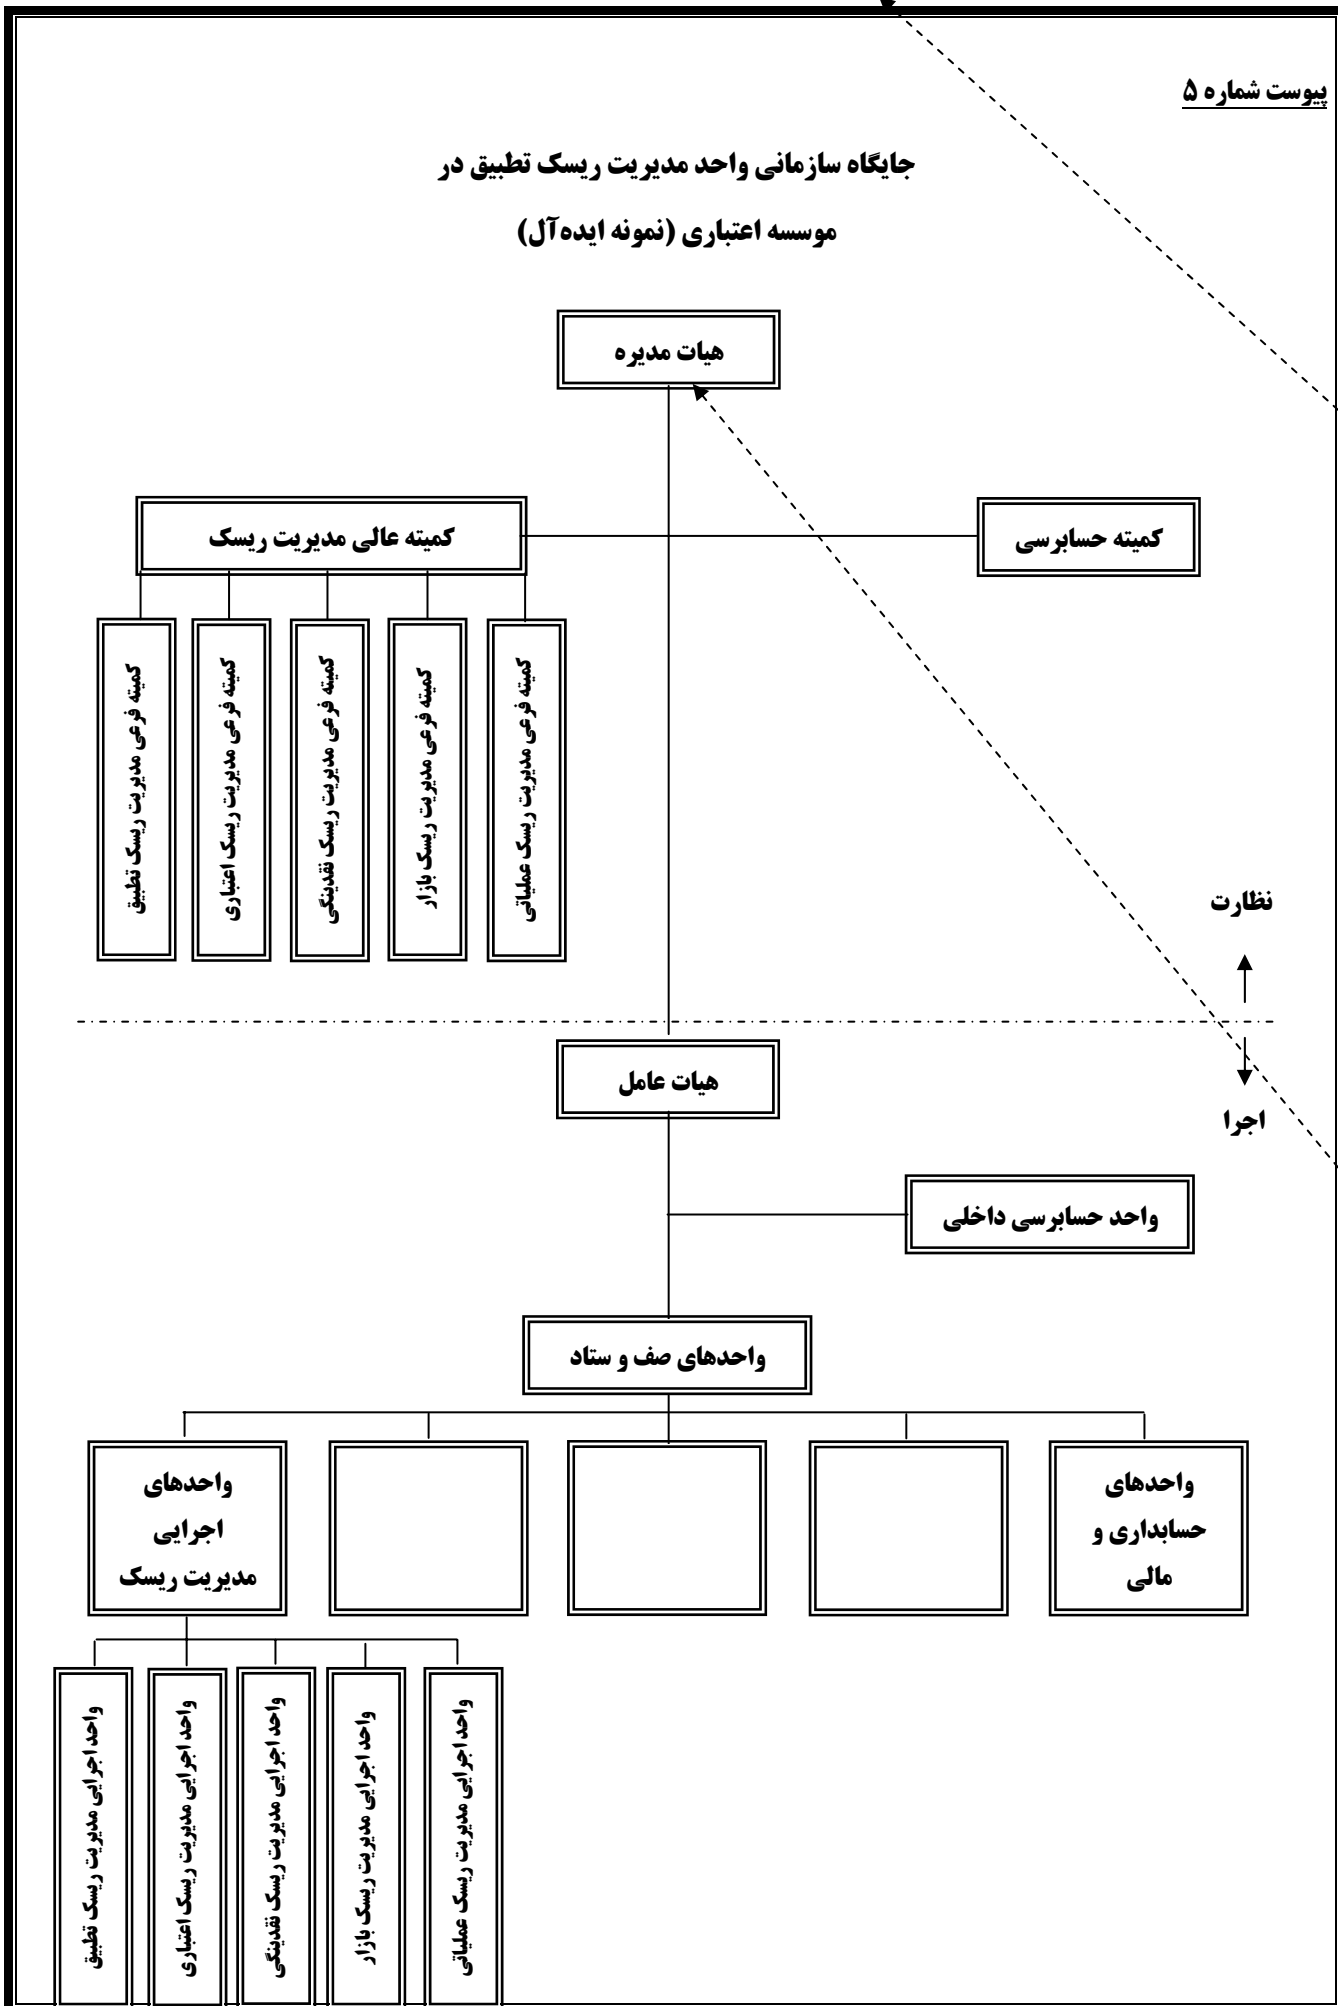 پیوست شماره ۵
جایگاه سازمانی واحد مدیریت ریسک تطبیق در
موسسه اعتباری (نمونه ایده‌آل)
هیات مدیره
کمیته حسابرسی
کمیته عالی مدیریت ریسک
کمیته فرعی مدیریت ریسک عملیاتی
کمیته فرعی مدیریت ریسک بازار
کمیته فرعی مدیریت ریسک نقدینگی
کمیته فرعی مدیریت ریسک اعتباری
کمیته فرعی مدیریت ریسک تطبیق
نظارت
هیات عامل
اجرا
واحد حسابرسی داخلی
واحدهای صف و ستاد
واحدهای
حسابداری و
مالی
واحدهای
اجرایی
مدیریت ریسک
واحد اجرایی مدیریت ریسک عملیاتی
واحد اجرایی مدیریت ریسک بازار
واحد اجرایی مدیریت ریسک نقدینگی
واحد اجرایی مدیریت ریسک اعتباری
واحد اجرایی مدیریت ریسک تطبیق